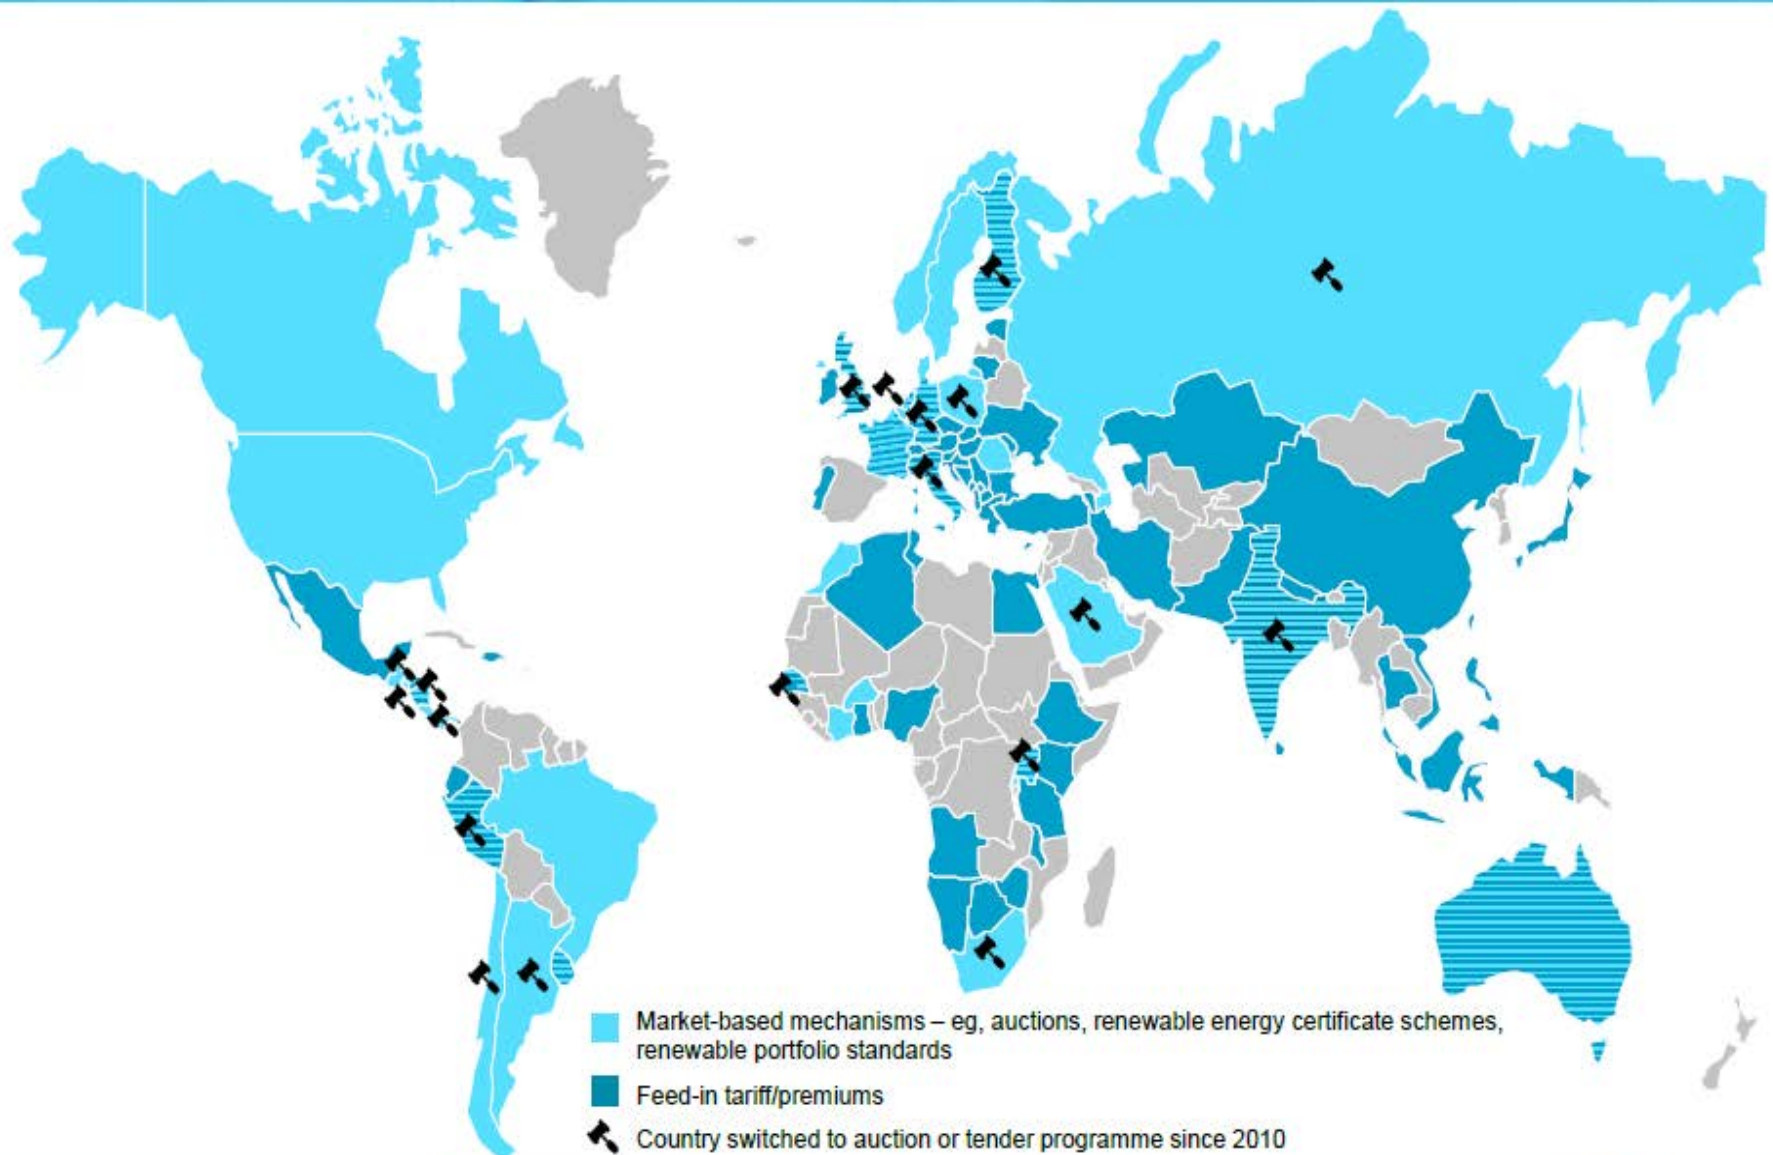 Market-based mechanisms – eg, auctions, renewable energy certificate schemes,
renewable portfolio standards
Feed-in tariff/premiums
Country switched to auction or tender programme since 2010